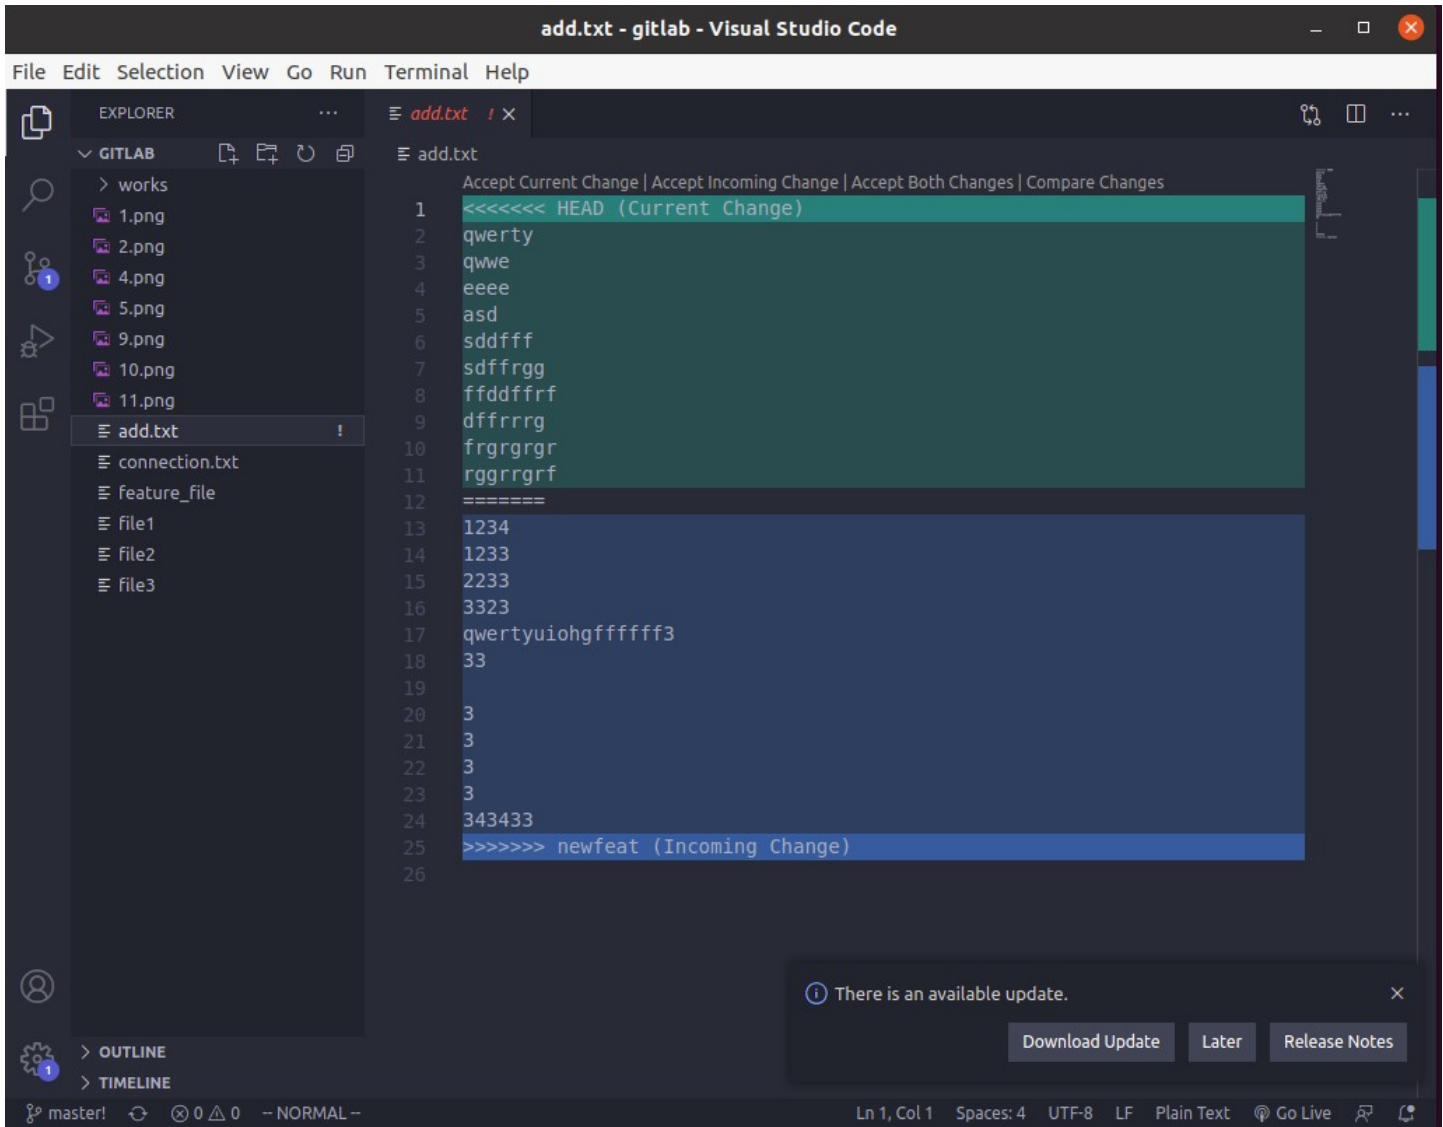 add.txt - gitlab - Visual Studio Code
File Edit Selection View Go Run Terminal Help
EXPLORER
GITLAB
works
1.png
2.png
4.png
5.png
9.png
10.png
11.png
add.txt !
connection.txt
feature_file
file1
file2
file3
OUTLINE
TIMELINE
1
1
add.txt !
add.txt
Accept Current Change | Accept Incoming Change | Accept Both Changes | Compare Changes
1 <<<<<<< HEAD (Current Change)
2 qwerty
3 qwwe
4 eeee
5 asd
6 sddfff
7 sdffrgg
8 ffddffrf
9 dffrrrg
10 frgrgrgr
11 rggrrgrf
12 =======
13 1234
14 1233
15 2233
16 3323
17 qwertyuiohgffffff3
18 33
19
20 3
21 3
22 3
23 3
24 343433
25 >>>>>>> newfeat (Incoming Change)
26
There is an available update.
Download Update Later Release Notes
master! 0 0 -- NORMAL -- Ln 1, Col 1 Spaces: 4 UTF-8 LF Plain Text Go Live